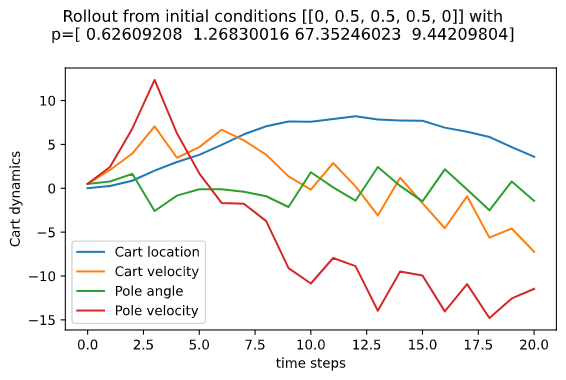 Rollout from initial conditions [[0, 0.5, 0.5, 0.5, 0]] with
p=[ 0.62609208  1.26830016 67.35246023  9.44209804]
10
5
0
−5
−10
−15
Cart dynamics
Cart location
Cart velocity
Pole angle
Pole velocity
0.0 2.5 5.0 7.5 10.0 12.5 15.0 17.5 20.0
time steps